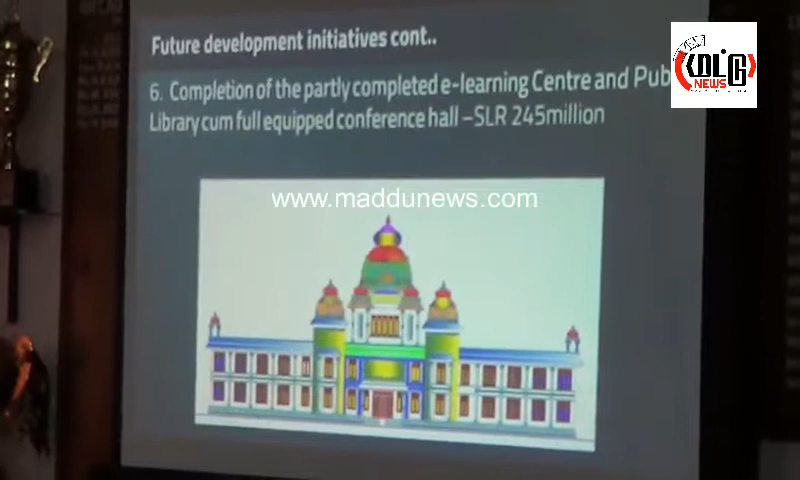 Future development initiatives cont..
6. Completion of the partly completed e-learning Centre and Pub
Library cum full equipped conference hall –SLR 245million
www.maddunews.com
NEWS